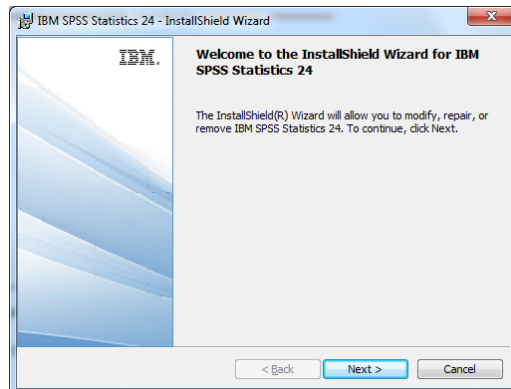 IBM SPSS Statistics 24 - InstallShield Wizard
IBM.
Welcome to the InstallShield Wizard for IBM
SPSS Statistics 24
The InstallShield(R) Wizard will allow you to modify, repair, or
remove IBM SPSS Statistics 24. To continue, click Next.
< Back
Next >
Cancel